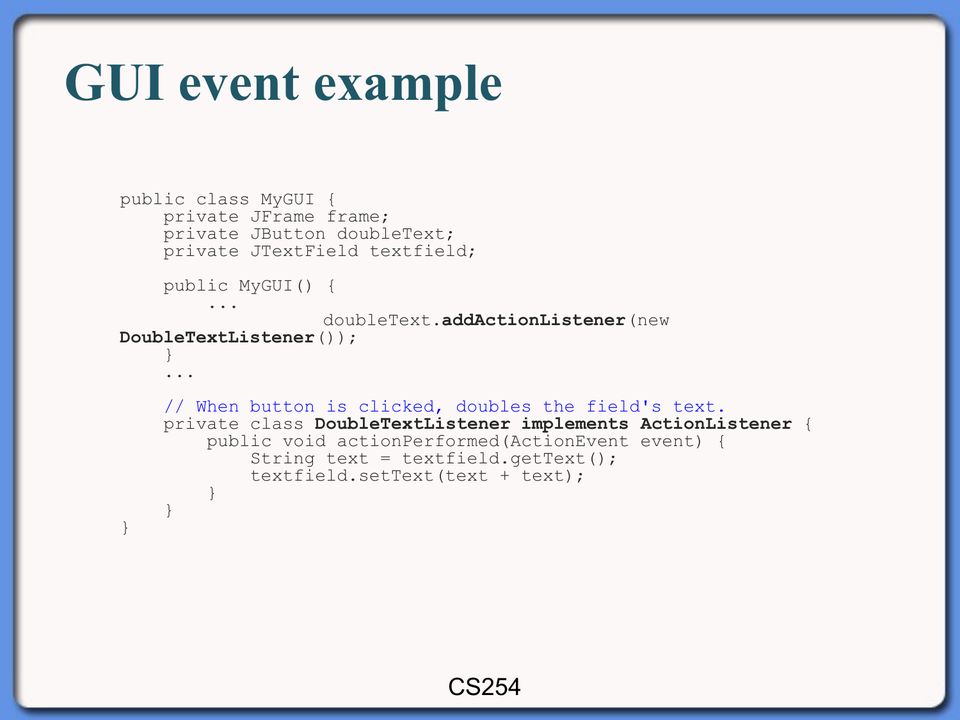 GUI event example
public class MyGUI {
private JFrame frame;
private JButton doubleText;
private JTextField textfield;
public MyGUI() {
...
doubleText.addActionListener(new
DoubleTextListener());
}
...
// When button is clicked, doubles the field's text.
private class DoubleTextListener implements ActionListener {
public void actionPerformed(ActionEvent event) {
String text = textfield.getText();
textfield.setText(text + text);
}
}
}
CS254